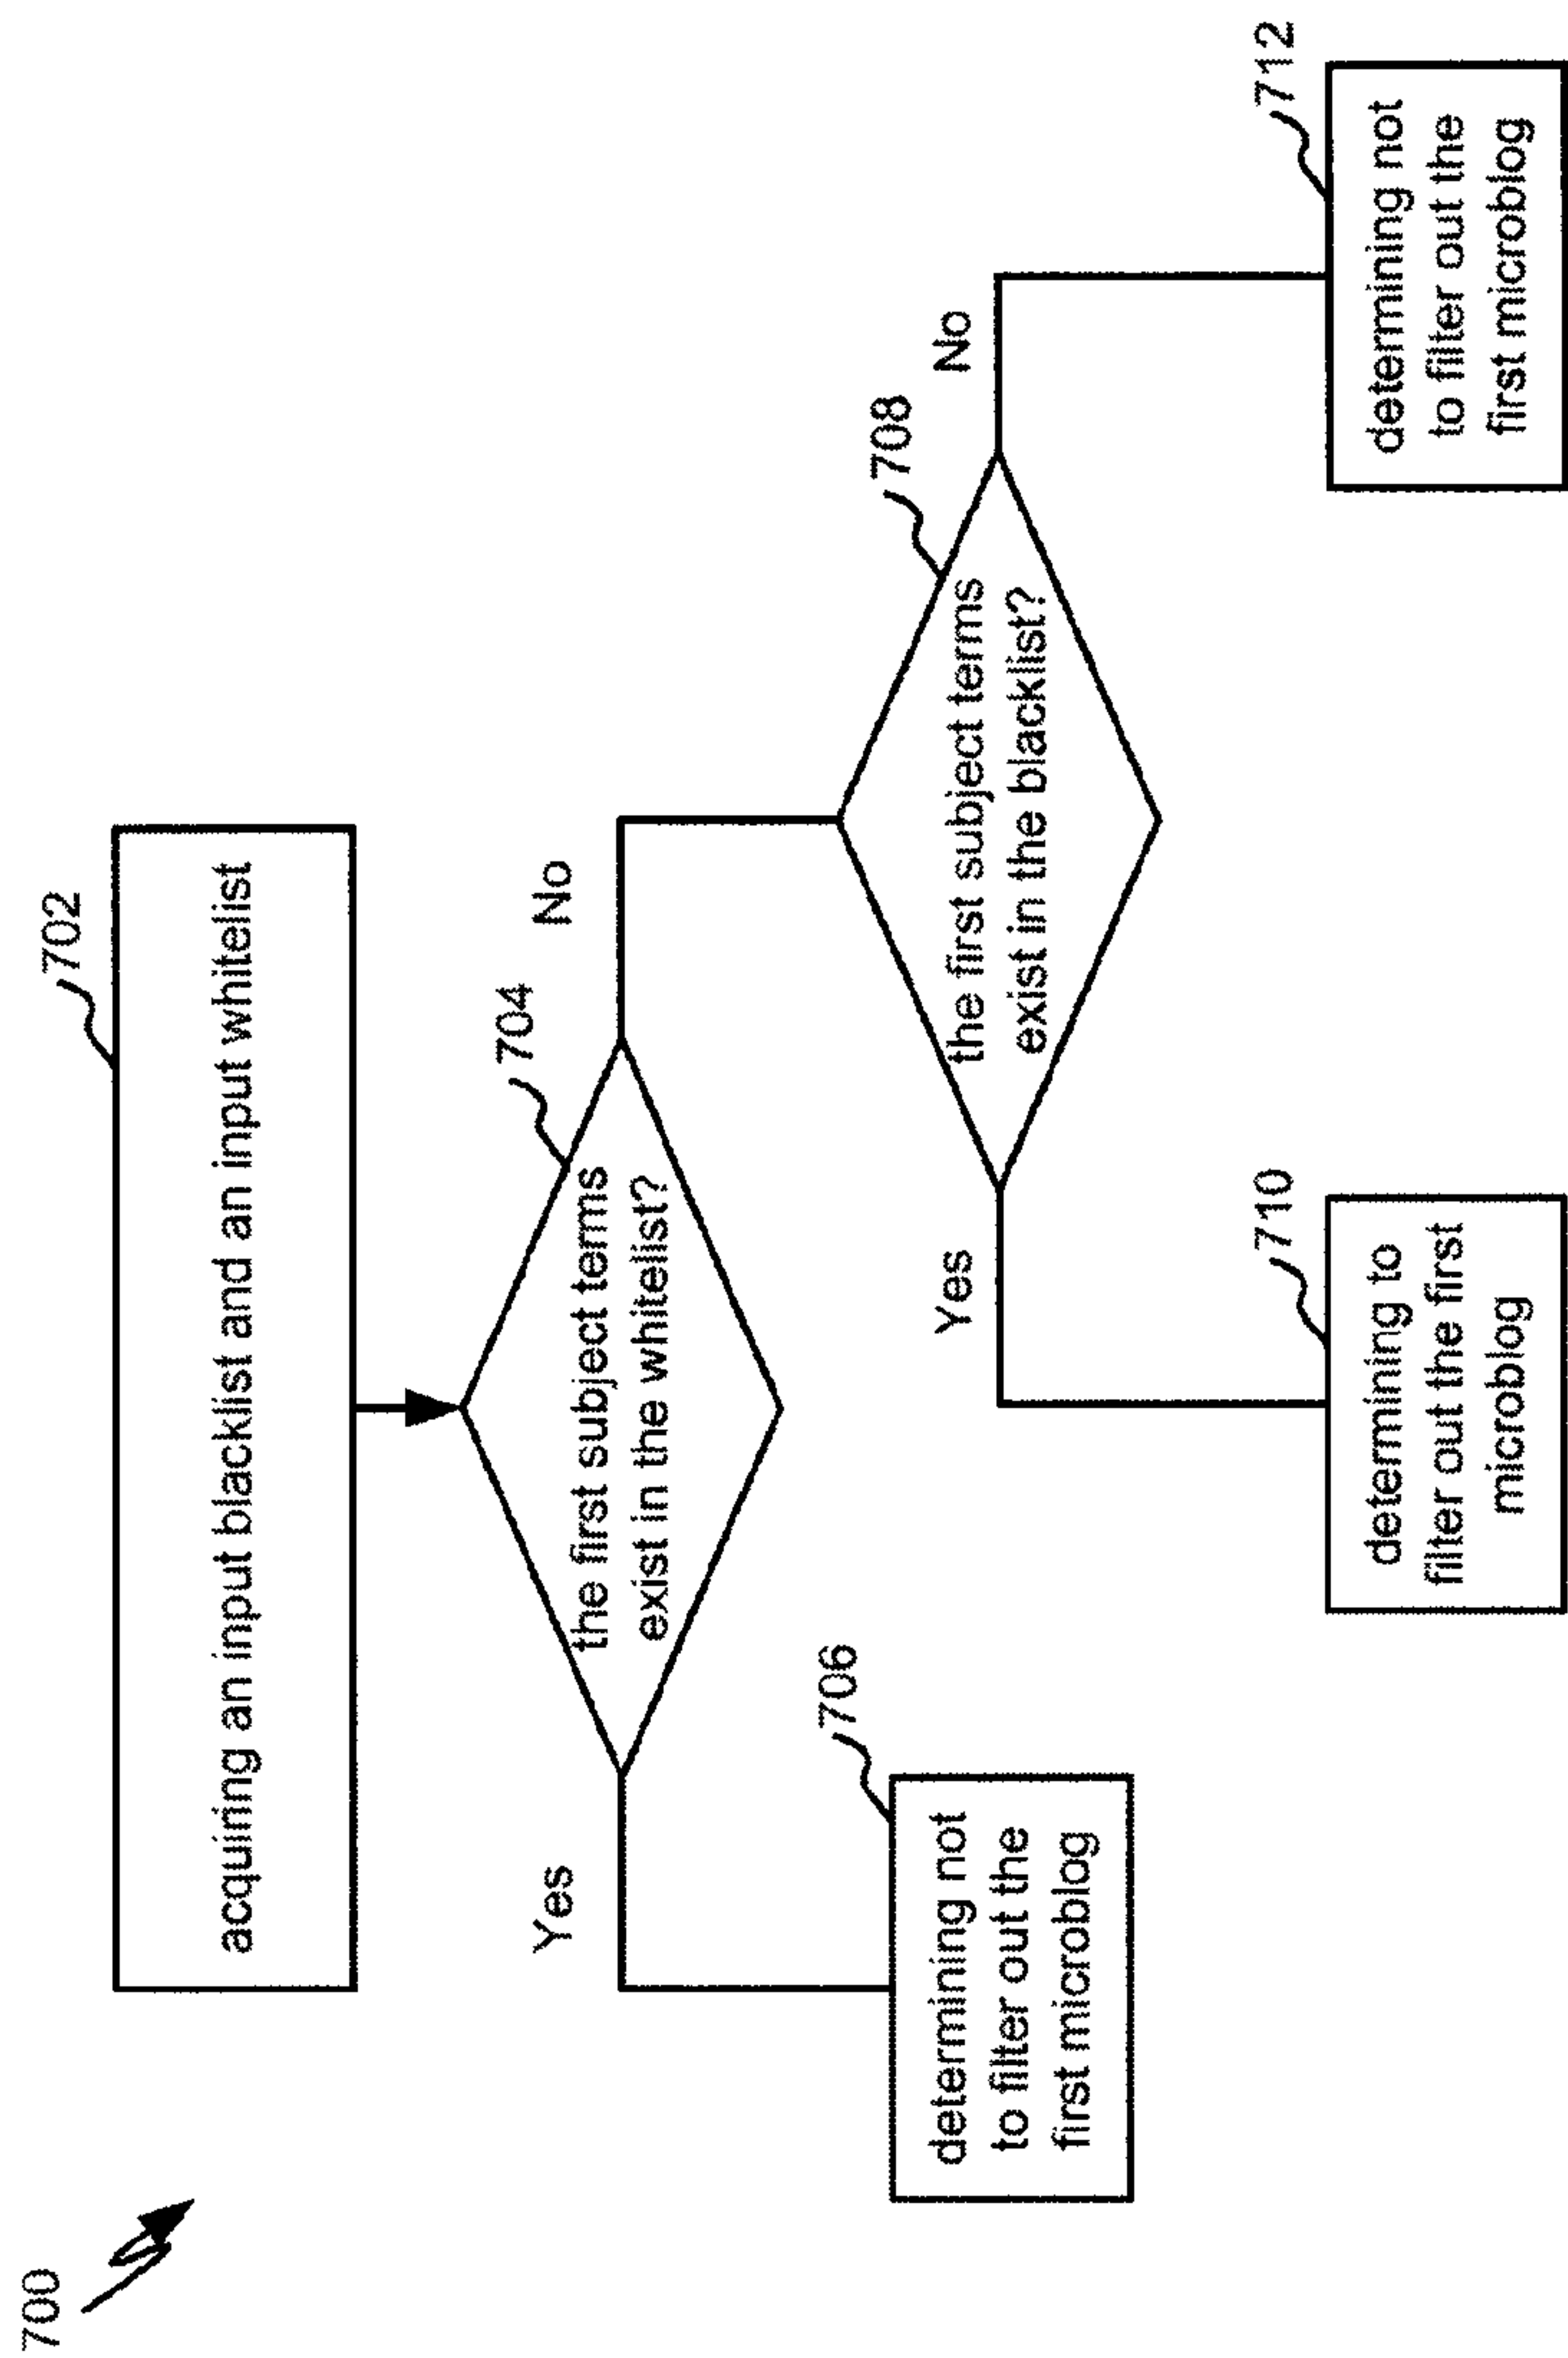 700
702
acquiring an input blacklist and an input whitelist
704
the first subject terms
exist in the whitelist?
Yes
No
706
determining not
to filter out the
first microblog
708
the first subject terms
exist in the blacklist?
Yes
No
710
determining to
filter out the first
microblog
712
determining not
to filter out the
first microblog